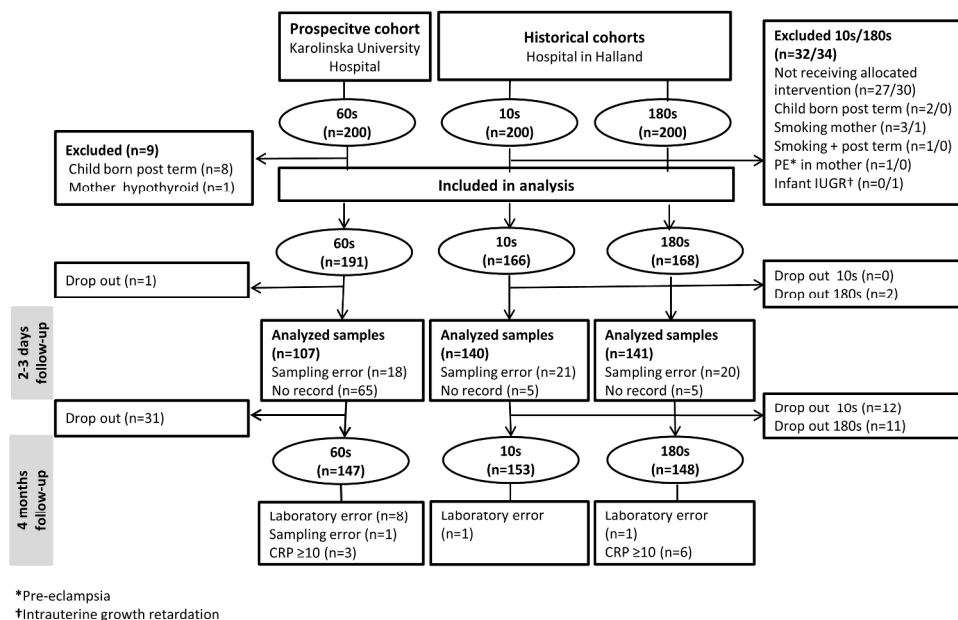 Prospecitve cohort
Karolinska University
Hospital
Historical cohorts
Hospital in Halland
Excluded 10s/180s
(n=32/34)
Not receiving allocated
intervention (n=27/30)
Child born post term (n=2/0)
Smoking mother (n=3/1)
Smoking + post term (n=1/0)
PE* in mother (n=1/0)
Infant IUGR† (n=0/1)
60s
(n=200)
10s
(n=200)
180s
(n=200)
Excluded (n=9)
Child born post term (n=8)
Mother hypothyroid (n=1)
Included in analysis
60s
(n=191)
10s
(n=166)
180s
(n=168)
Drop out (n=1)
Drop out 10s (n=0)
Drop out 180s (n=2)
2-3 days
follow-up
Analyzed samples
(n=107)
Sampling error (n=18)
No record (n=65)
Analyzed samples
(n=140)
Sampling error (n=21)
No record (n=5)
Analyzed samples
(n=141)
Sampling error (n=20)
No record (n=5)
Drop out (n=31)
Drop out 10s (n=12)
Drop out 180s (n=11)
4 months
follow-up
60s
(n=147)
10s
(n=153)
180s
(n=148)
Laboratory error (n=8)
Sampling error (n=1)
CRP ≥10 (n=3)
Laboratory error
(n=1)
Laboratory error
(n=1)
CRP ≥10 (n=6)
*Pre-eclampsia
†Intrauterine growth retardation